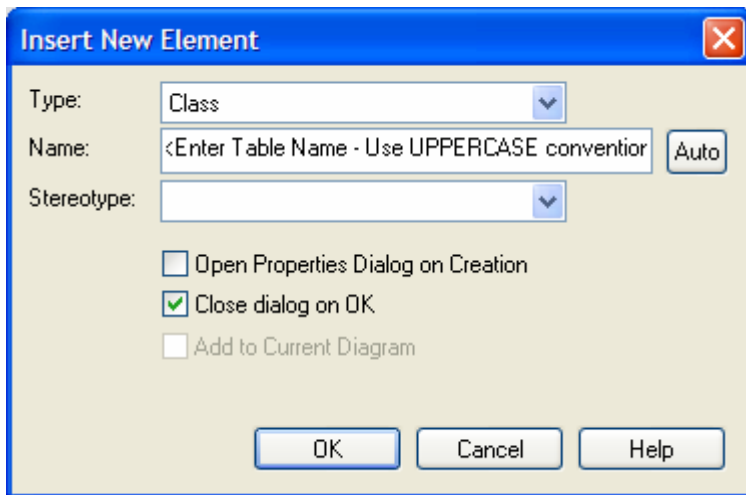 Insert New Element
Type: Class
Name: <Enter Table Name - Use UPPERCASE convention Auto
Stereotype:
Open Properties Dialog on Creation
Close dialog on OK
Add to Current Diagram
OK Cancel Help